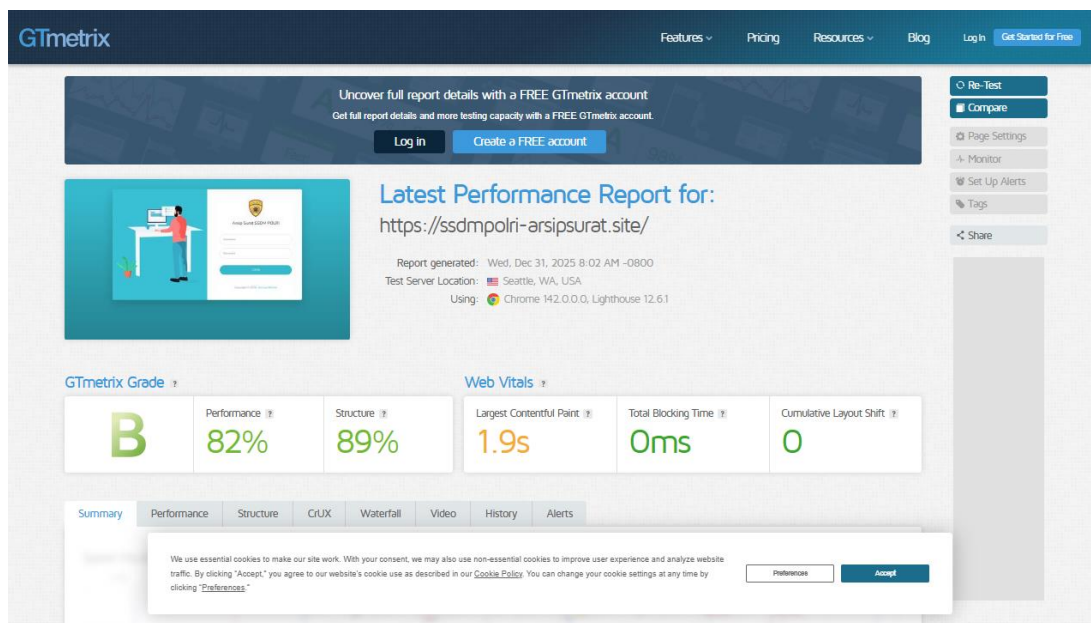 GTmetrix
Features Pricing Resources Blog Log In Get Started for Free
Uncover full report details with a FREE GTmetrix account
Get full report details and more testing capacity with a FREE GTmetrix account.
Log in Create a FREE account
Re-Test
Compare
Page Settings
Monitor
Set Up Alerts
Tags
Share
Arsip Surat SSDM POLRI
Latest Performance Report for:
https://ssdmpolri-arsipsurat.site/
Report generated: Wed, Dec 31, 2025 8:02 AM -0800
Test Server Location: Seattle, WA, USA
Using: Chrome 142.0.0.0, Lighthouse 12.6.1
GTmetrix Grade ?
B
Performance ?
82%
Structure ?
89%
Web Vitals ?
Largest Contentful Paint ?
1.9s
Total Blocking Time ?
0ms
Cumulative Layout Shift ?
0
Summary Performance Structure CrUX Waterfall Video History Alerts
We use essential cookies to make our site work. With your consent, we may also use non-essential cookies to improve user experience and analyze website
traffic. By clicking "Accept," you agree to our website's cookie use as described in our Cookie Policy. You can change your cookie settings at any time by
clicking "Preferences."
Preferences Accept